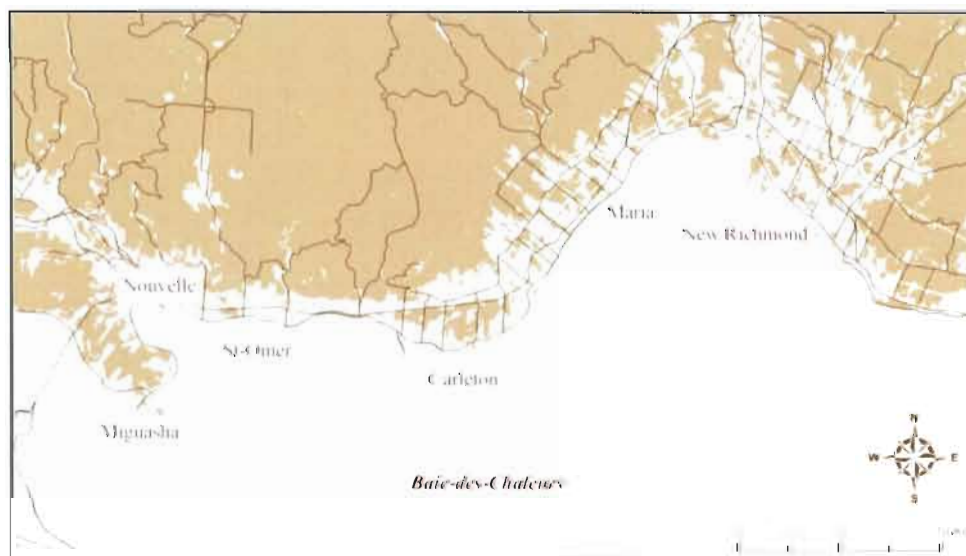 Maria
New Richmond
Nouvelle
St-Omer
Carleton
Miguasha
N
W E
S
Baie-des-Chaleurs